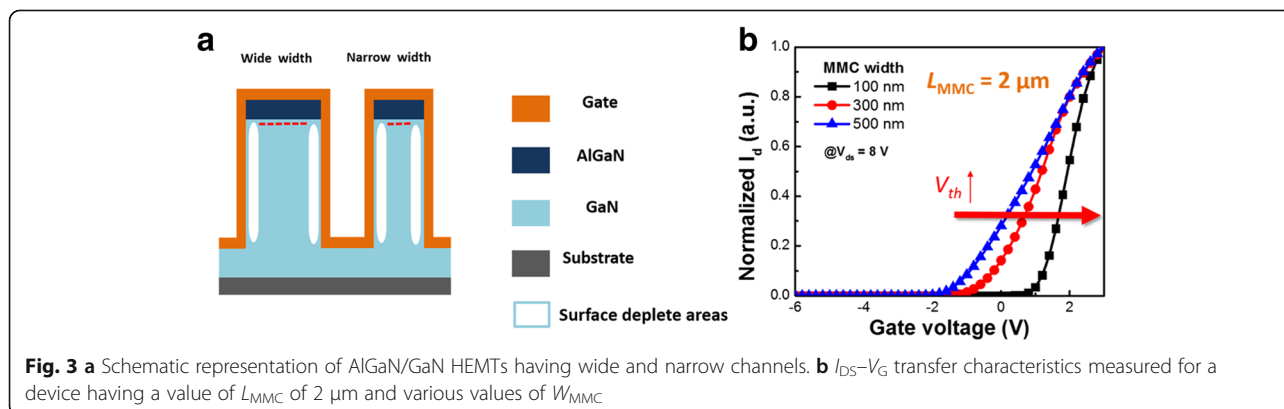 a
Wide width
Narrow width
Gate
AlGaN
GaN
Substrate
Surface deplete areas
b
Normalized I_d (a.u.)
1.0
0.8
0.6
0.4
0.2
0.0
MMC width
100 nm
300 nm
500 nm
@V_ds = 8 V
L_MMC = 2 μm
V_th ↑
-6
-4
-2
0
2
Gate voltage (V)
Fig. 3 a Schematic representation of AlGaN/GaN HEMTs having wide and narrow channels. b I_DS–V_G transfer characteristics measured for a
device having a value of L_MMC of 2 μm and various values of W_MMC